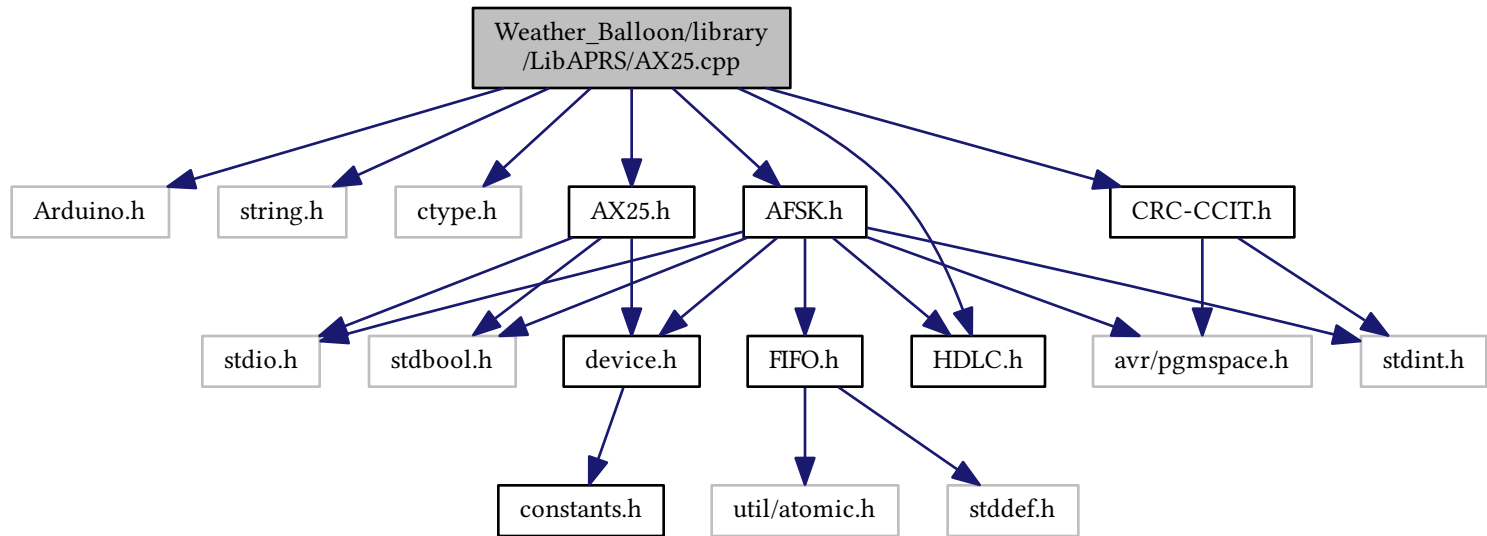 Weather_Balloon/library
/LibAPRS/AX25.cpp
Arduino.h
string.h
ctype.h
AX25.h
AFSK.h
CRC-CCIT.h
stdio.h
stdbool.h
device.h
FIFO.h
HDLC.h
avr/pgmspace.h
stdint.h
constants.h
util/atomic.h
stddef.h